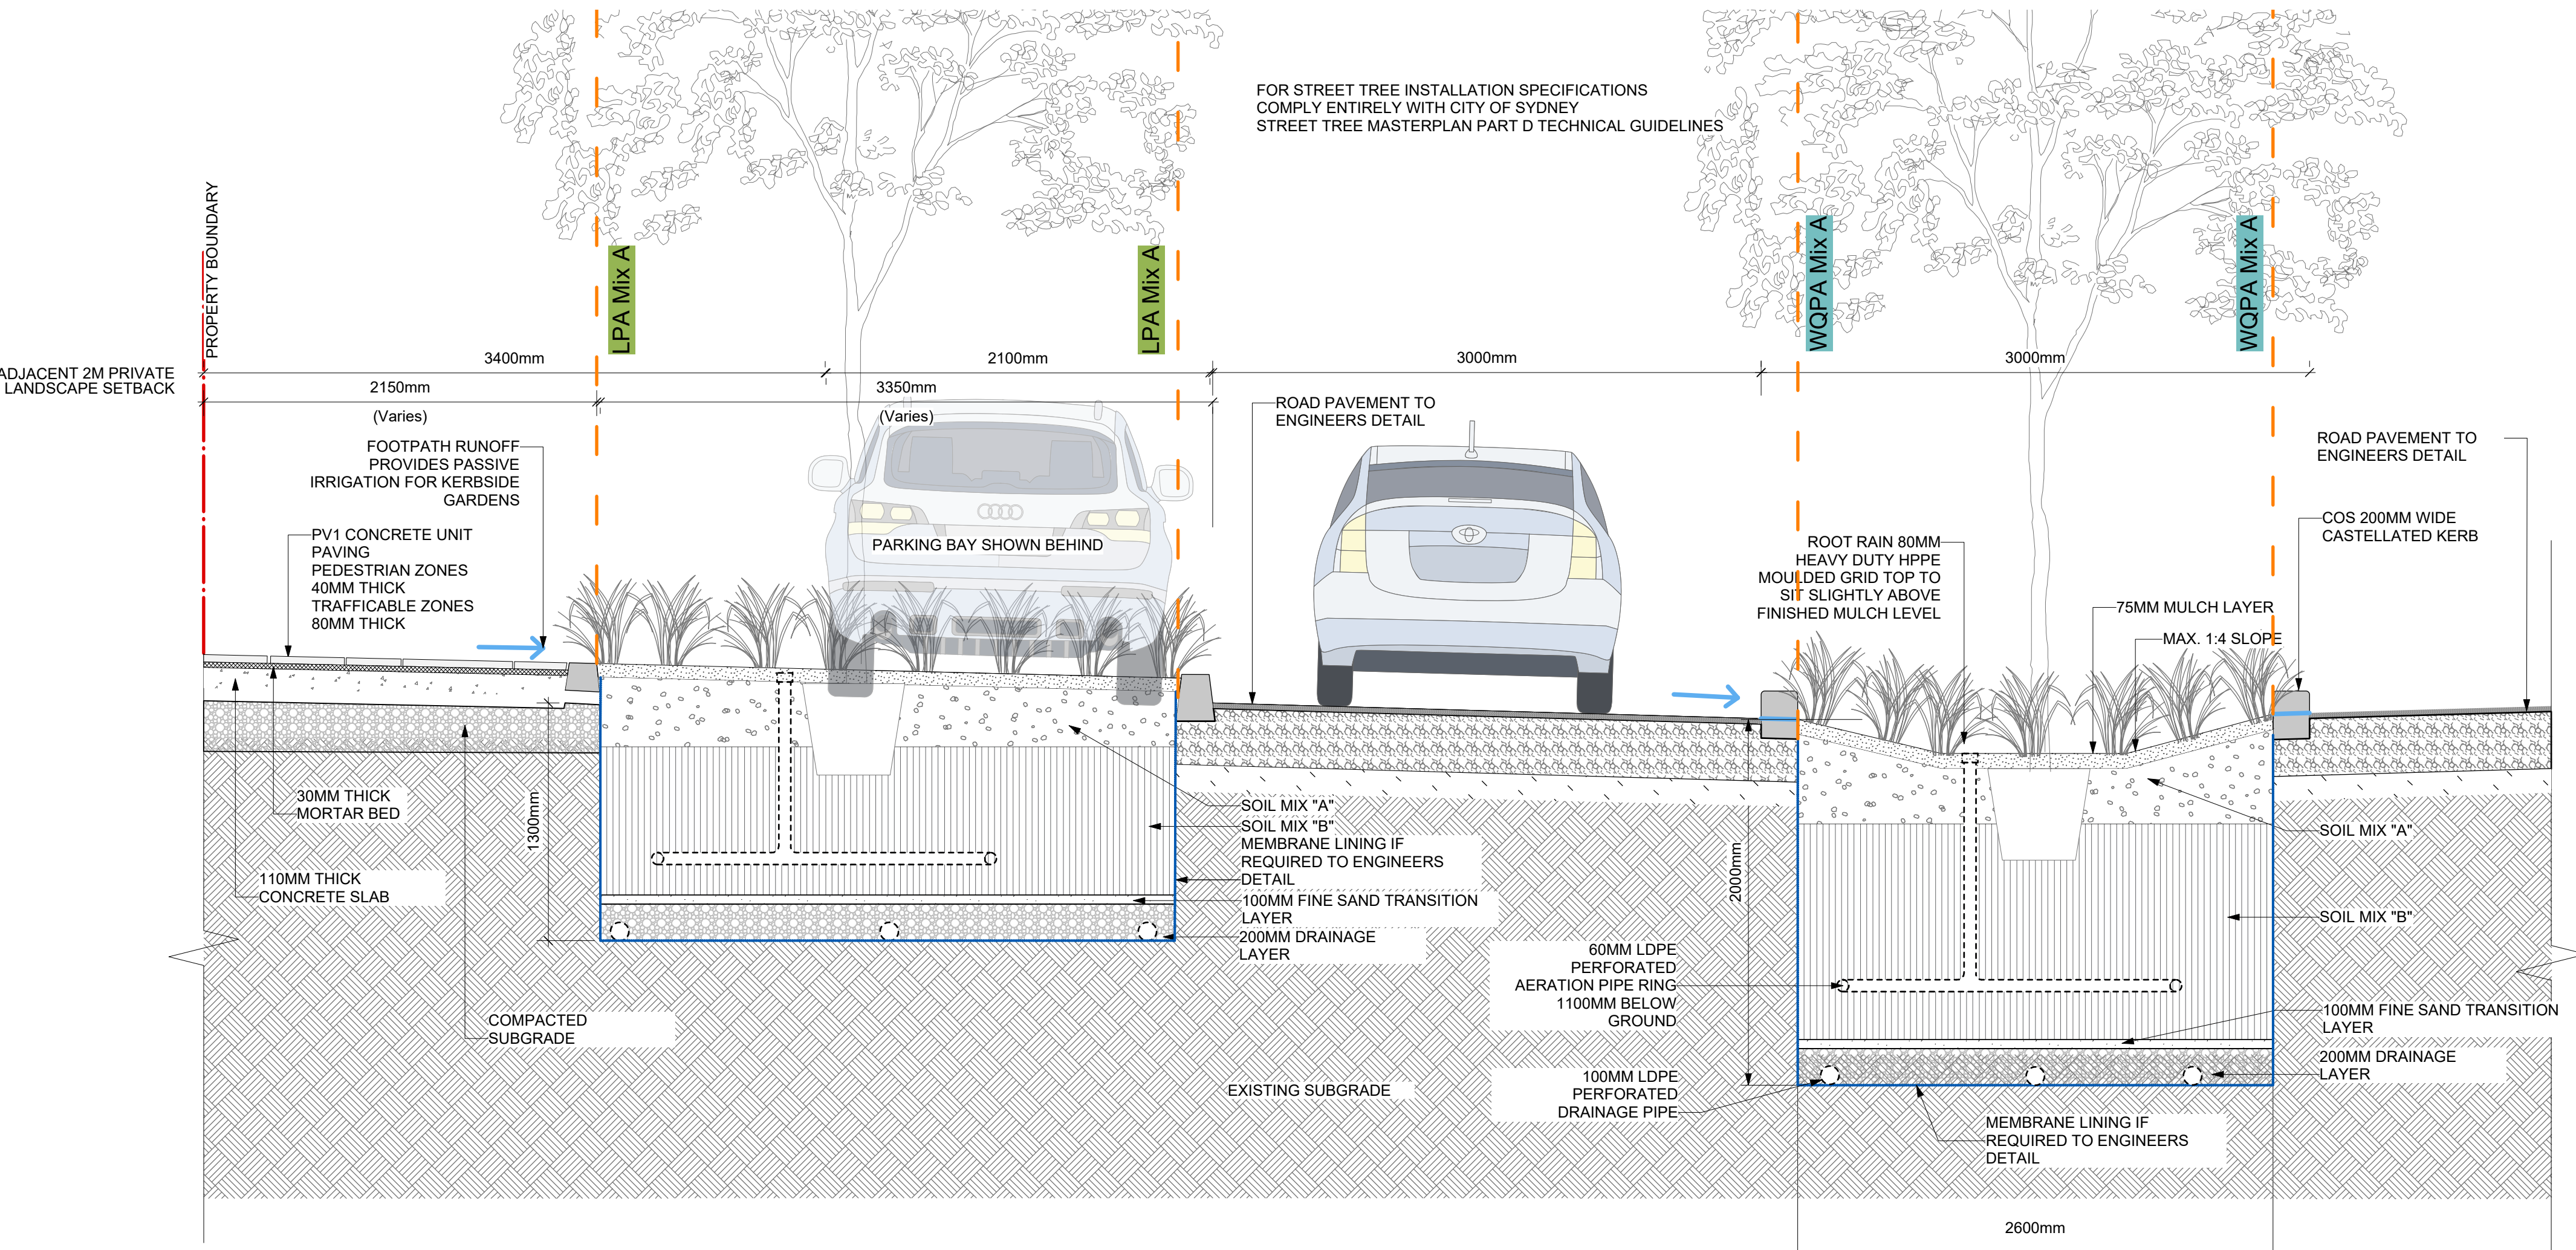 FOR STREET TREE INSTALLATION SPECIFICATIONS
COMPLY ENTIRELY WITH CITY OF SYDNEY
STREET TREE MASTERPLAN PART D TECHNICAL GUIDELINES
PROPERTY BOUNDARY
LPA Mix A
LPA Mix A
WQPA Mix A
WQPA Mix A
3400mm
2100mm
3000mm
3000mm
ADJACENT 2M PRIVATE
LANDSCAPE SETBACK
2150mm
(Varies)
3350mm
(Varies)
FOOTPATH RUNOFF
PROVIDES PASSIVE
IRRIGATION FOR KERBSIDE
GARDENS
PV1 CONCRETE UNIT
PAVING
PEDESTRIAN ZONES
40MM THICK
TRAFFICABLE ZONES
80MM THICK
PARKING BAY SHOWN BEHIND
ROAD PAVEMENT TO
ENGINEERS DETAIL
ROAD PAVEMENT TO
ENGINEERS DETAIL
COS 200MM WIDE
CASTELLATED KERB
ROOT RAIN 80MM
HEAVY DUTY HPPE
MOULDED GRID TOP TO
SIT SLIGHTLY ABOVE
FINISHED MULCH LEVEL
75MM MULCH LAYER
MAX. 1:4 SLOPE
30MM THICK
MORTAR BED
110MM THICK
CONCRETE SLAB
1300mm
COMPACTED
SUBGRADE
SOIL MIX "A"
SOIL MIX "B"
MEMBRANE LINING IF
REQUIRED TO ENGINEERS
DETAIL
100MM FINE SAND TRANSITION
LAYER
200MM DRAINAGE
LAYER
2000mm
60MM LDPE
PERFORATED
AERATION PIPE RING
1100MM BELOW
GROUND
100MM LDPE
PERFORATED
DRAINAGE PIPE
EXISTING SUBGRADE
SOIL MIX "A"
SOIL MIX "B"
100MM FINE SAND TRANSITION
LAYER
200MM DRAINAGE
LAYER
MEMBRANE LINING IF
REQUIRED TO ENGINEERS
DETAIL
2600mm